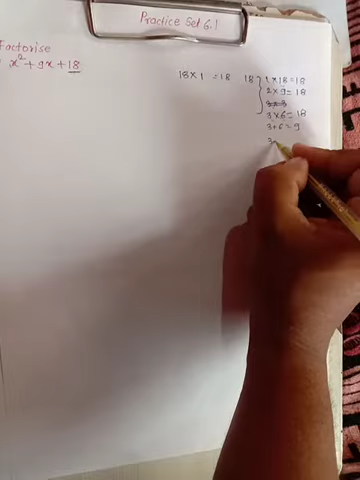 Practice Set 6.1
Factorise
x² + 9x + 18
18 × 1 = 18
18
1 × 18 = 18
2 × 9 = 18
3 × 6 = 18
3 + 6 = 9
3